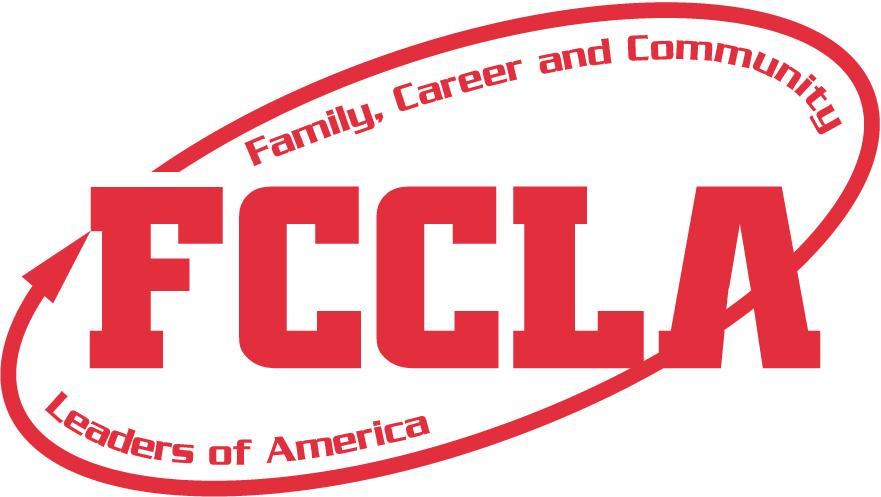 Family, Career and Community
FCCLA
Leaders of America